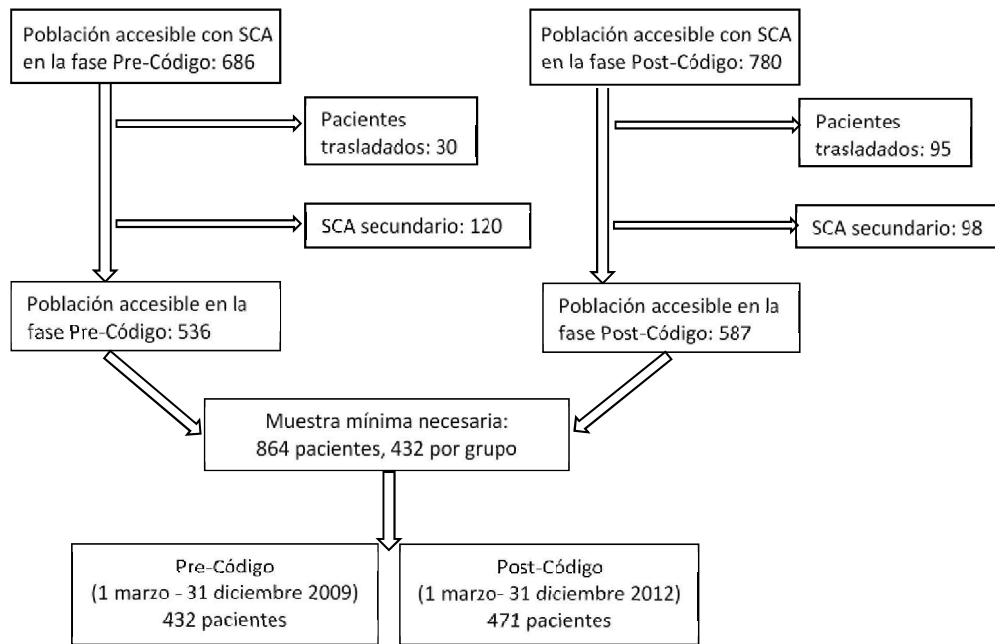 Población accesible con SCA
en la fase Pre-Código: 686
Población accesible con SCA
en la fase Post-Código: 780
Pacientes
trasladados: 30
Pacientes
trasladados: 95
SCA secundario: 120
SCA secundario: 98
Población accesible en la
fase Pre-Código: 536
Población accesible en la
fase Post-Código: 587
Muestra mínima necesaria:
864 pacientes, 432 por grupo
Pre-Código
(1 marzo - 31 diciembre 2009)
432 pacientes
Post-Código
(1 marzo- 31 diciembre 2012)
471 pacientes